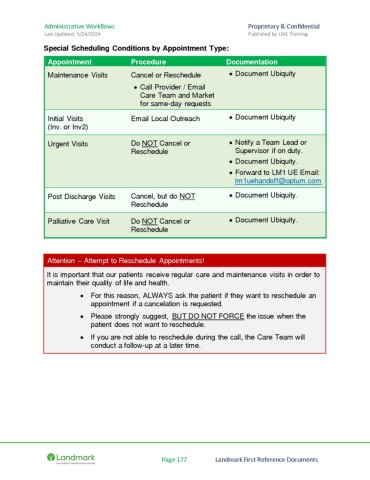 Administrative Workflows Proprietary & Confidential
Last Updated: 5/24/2024 Published by LM1 Training
Special Scheduling Conditions by Appointment Type:
Appointment Procedure Documentation
Maintenance Visits Cancel or Reschedule • Document Ubiquity
• Call Provider / Email
Care Team and Market
for same-day requests
Initial Visits Email Local Outreach • Document Ubiquity
(Inv. or Inv2)
Urgent Visits Do NOT Cancel or • Notify a Team Lead or
Reschedule Supervisor if on duty.
• Document Ubiquity.
• Forward to LM1 UE Email:
lm1uehandoff@optum.com
Post Discharge Visits Cancel, but do NOT • Document Ubiquity.
Reschedule
Palliative Care Visit Do NOT Cancel or • Document Ubiquity.
Reschedule
Attention – Attempt to Reschedule Appointments!
It is important that our patients receive regular care and maintenance visits in order to
maintain their quality of life and health.
• For this reason, ALWAYS ask the patient if they want to reschedule an
appointment if a cancelation is requested.
• Please strongly suggest, BUT DO NOT FORCE the issue when the
patient does not want to reschedule.
• If you are not able to reschedule during the call, the Care Team will
conduct a follow-up at a later time.
Landmark Page 177 Landmark First Reference Documents